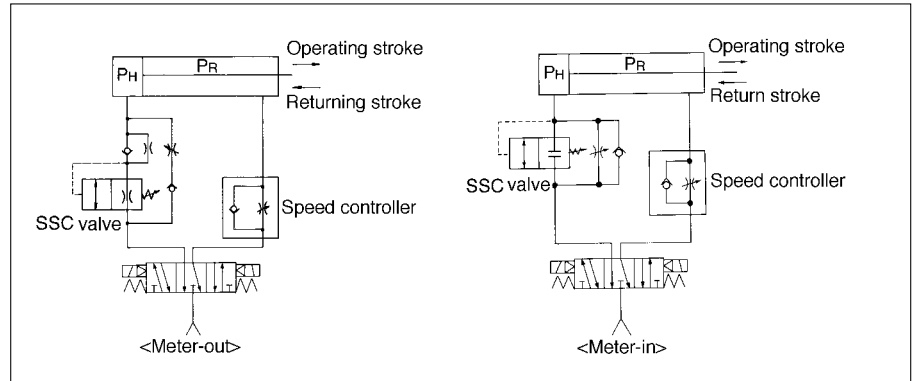 Operating stroke
PH
PR
Returning stroke
SSC valve
Speed controller
<Meter-out>
Operating stroke
PH
PR
Return stroke
SSC valve
Speed controller
<Meter-in>